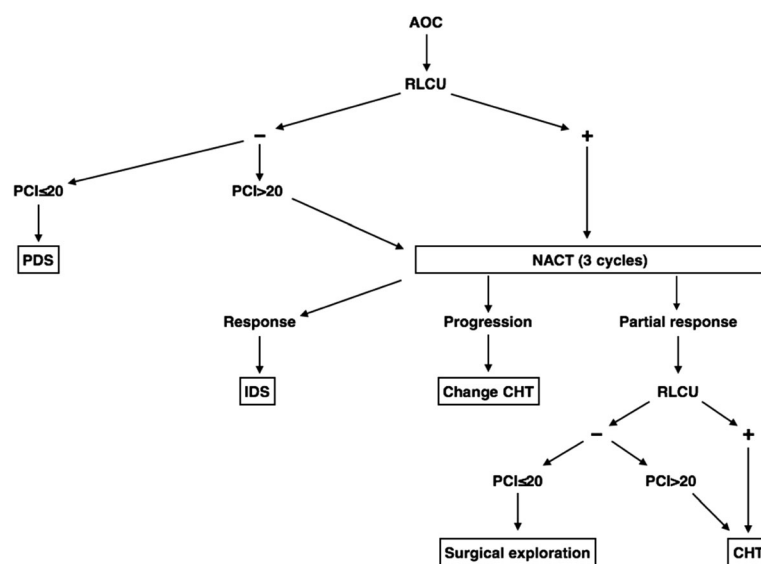 AOC
RLCU
− +
PCI≤20 PCI>20
PDS NACT (3 cycles)
Response Progression Partial response
IDS Change CHT RLCU
− +
PCI≤20 PCI>20
Surgical exploration CHT